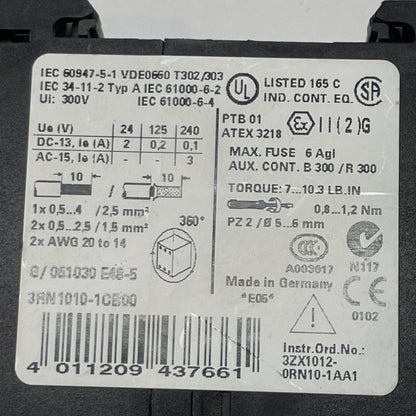 IEC 60947-5-1 VDE0660 T302/303
IEC 34-11-2 Typ A IEC 61000-6-2
Ui: 300V IEC 61000-6-4
UL LISTED 165 C
IND. CONT. EQ. SA
Ue (V) 24 125 240
DC-13, Ie (A) 2 0,2 0,1
AC-15, Ie (A) 3
PTB 01
ATEX 3218 Ex II(2)G
MAX. FUSE 6 AgI
AUX. CONT. B 300 / R 300
10 / 10
TORQUE: 7...10.3 LB.IN
0,8...1,2 Nm
PZ 2 / Ø 5...6 mm
1x 0,5...4 / 2,5 mm²
2x 0,5...2,5 / 1,5 mm²
2x AWG 20 to 14
360°
CCC
A003617
N117
G/ 051030 E46-5
3RN1010-1CB00
Made in Germany
*E05*
0102
Instr.Ord.No.:
3ZX1012-
0RN10-1AA1
4 011209 437661